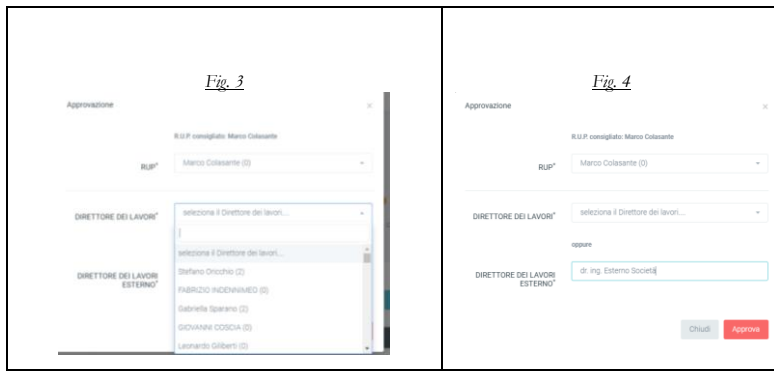 Fig. 3
Approvazione ×
R.U.P. consigliato: Marco Colasante
RUP* Marco Colasante (0)
DIRETTORE DEI LAVORI* seleziona il Direttore dei lavori...
seleziona il Direttore dei lavori...
Stefano Oricchio (2)
DIRETTORE DEI LAVORI
ESTERNO*
FABRIZIO INDENNIMEO (0)
Gabriella Sparano (2)
GIOVANNI COSCIA (0)
Leonardo Giliberti (0)
Fig. 4
Approvazione ×
R.U.P. consigliato: Marco Colasante
RUP* Marco Colasante (0)
DIRETTORE DEI LAVORI* seleziona il Direttore dei lavori...
oppure
DIRETTORE DEI LAVORI
ESTERNO*
dr. ing. Esterno Società
Chiudi Approva